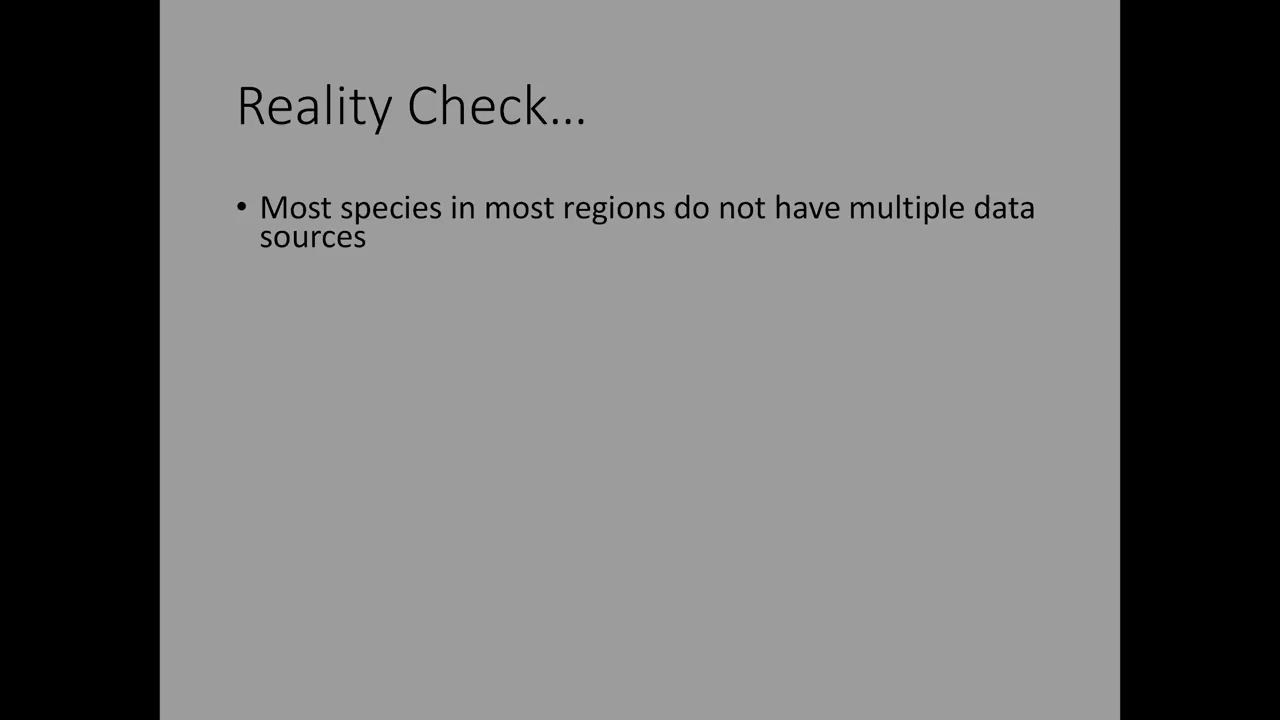 Reality Check...
• Most species in most regions do not have multiple data
sources